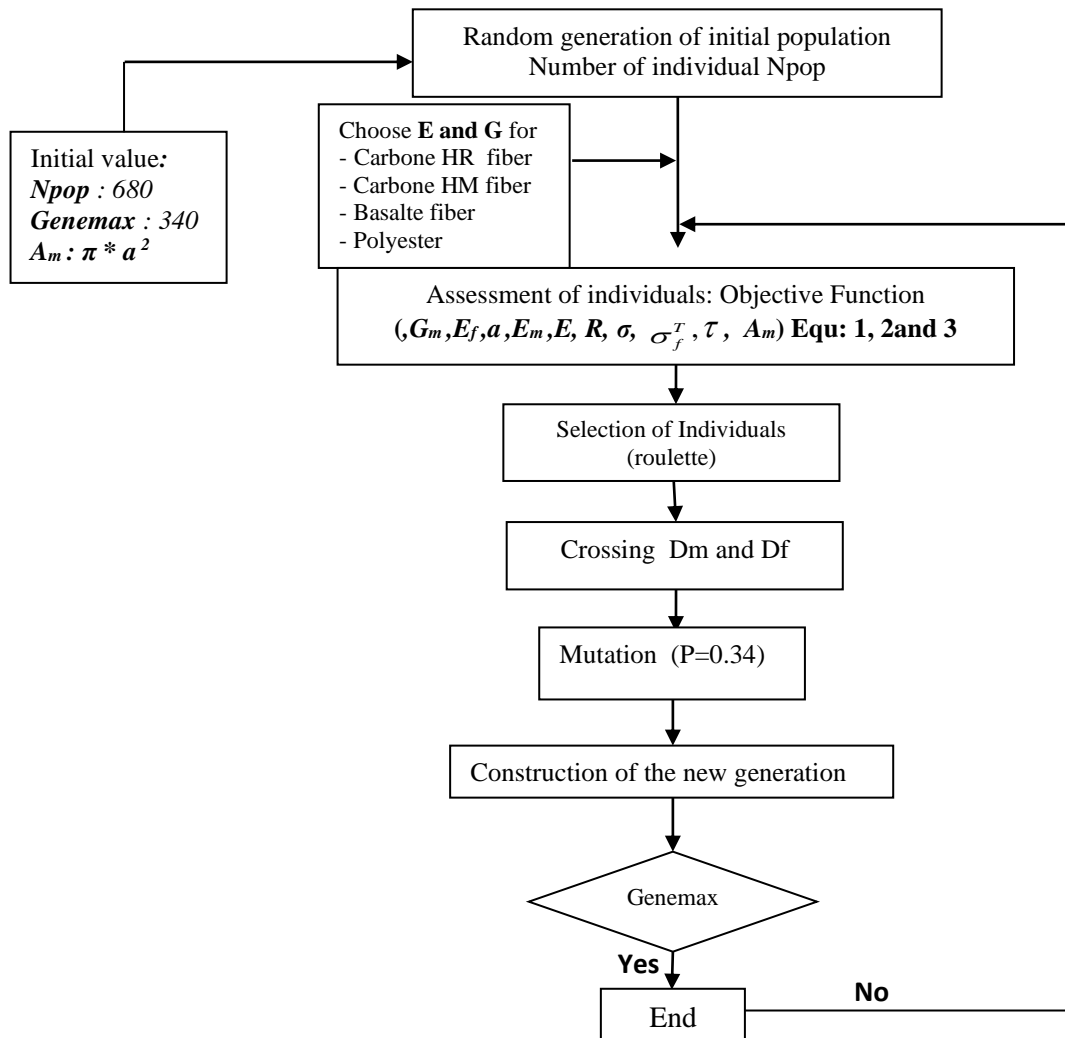 Random generation of initial population
Number of individual Npop
Choose E and G for
- Carbone HR fiber
- Carbone HM fiber
- Basalte fiber
- Polyester
Initial value:
Npop : 680
Genemax : 340
Am : π * a²
Assessment of individuals: Objective Function
(,Gm ,Ef ,a ,Em ,E, R, σ, σ_f^T , τ , Am) Equ: 1, 2and 3
Selection of Individuals
(roulette)
Crossing Dm and Df
Mutation (P=0.34)
Construction of the new generation
Genemax
Yes
No
End